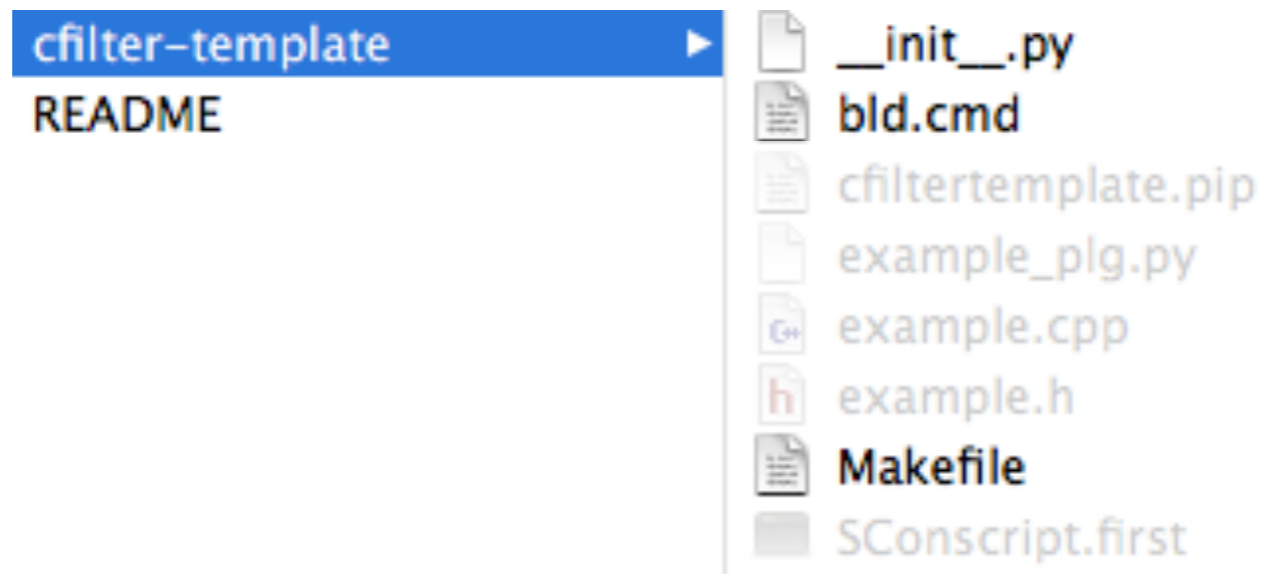 cfilter-template
README
__init__.py
bld.cmd
cfiltertemplate.pip
example_plg.py
C++
example.cpp
h
example.h
Makefile
SConscript.first